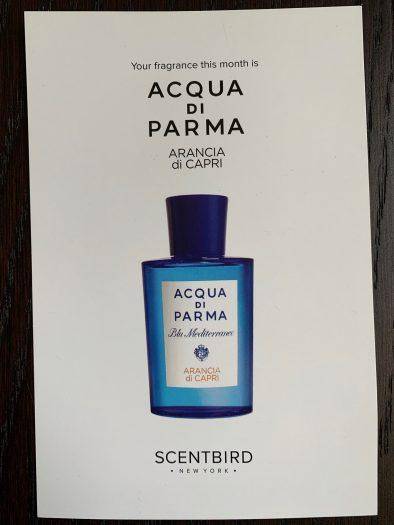 Your fragrance this month is
ACQUA
DI
PARMA
ARANCIA
di CAPRI
ACQUA
DI
PARMA
Blu Mediterraneo
ARANCIA
di CAPRI
SCENTBIRD
• NEW YORK •